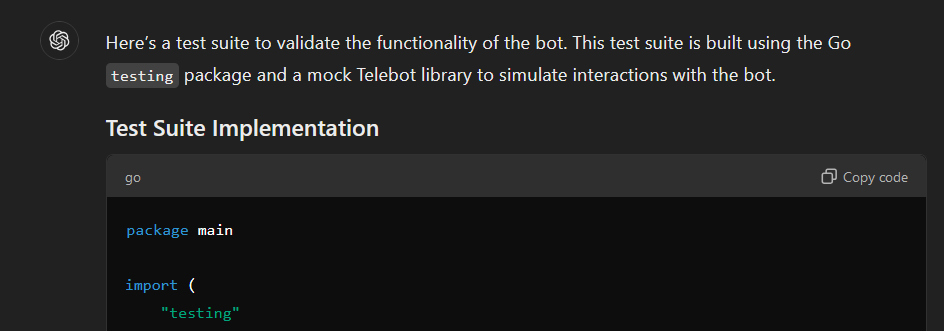 Here’s a test suite to validate the functionality of the bot. This test suite is built using the Go
testing package and a mock Telebot library to simulate interactions with the bot.
Test Suite Implementation
go
Copy code
package main
import (
"testing"